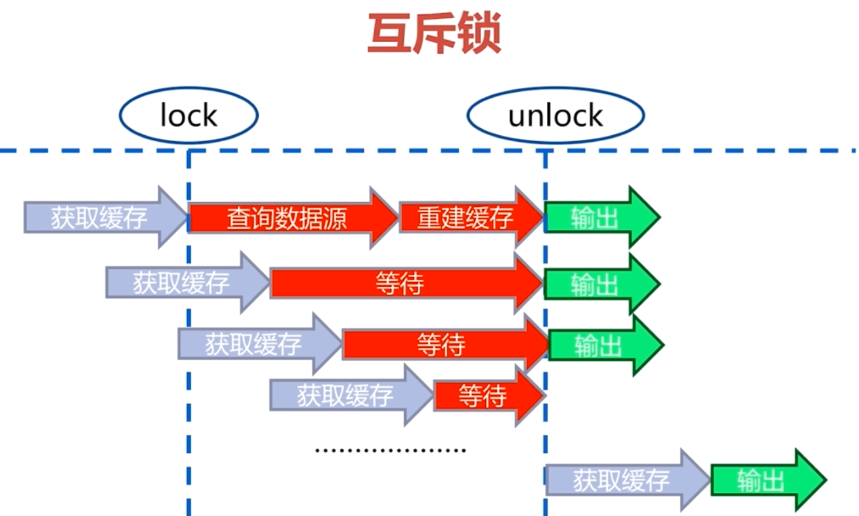 互斥锁
lock unlock
获取缓存 查询数据源 重建缓存 输出
获取缓存 等待 输出
获取缓存 等待 输出
获取缓存 等待
..................
获取缓存 输出